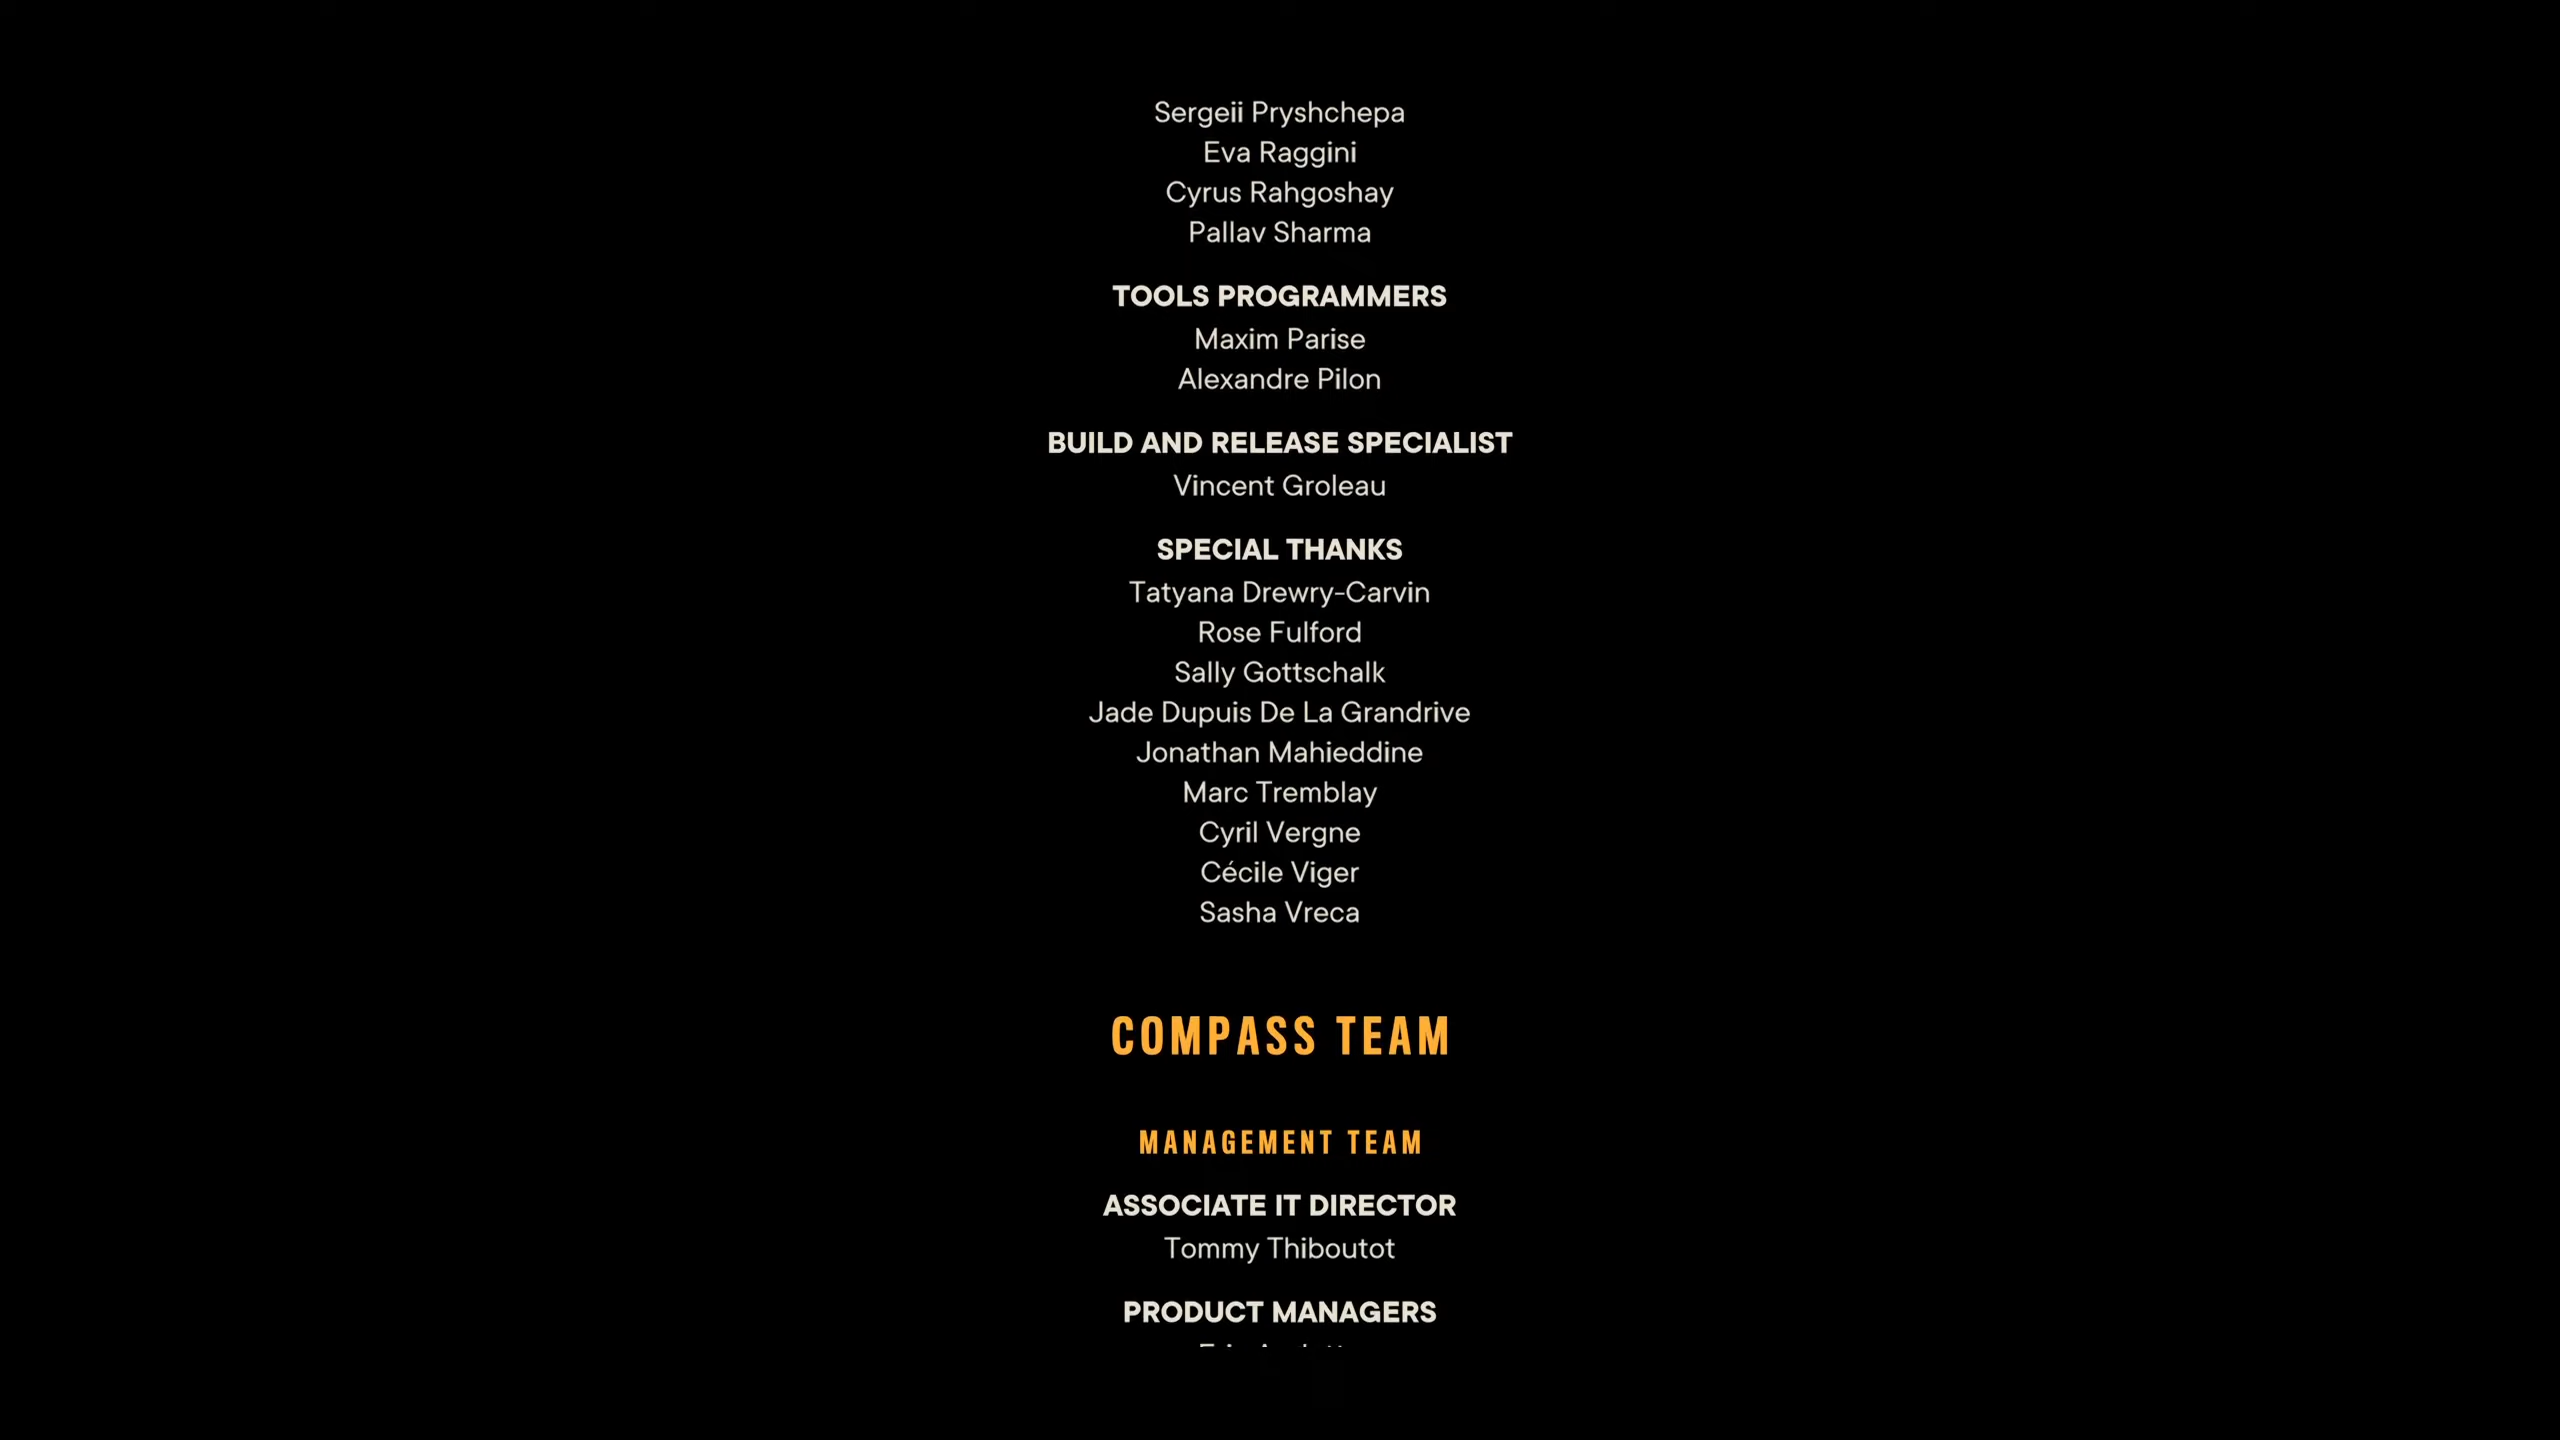 Sergeii Pryshchepa
Eva Raggini
Cyrus Rahgoshay
Pallav Sharma
TOOLS PROGRAMMERS
Maxim Parise
Alexandre Pilon
BUILD AND RELEASE SPECIALIST
Vincent Groleau
SPECIAL THANKS
Tatyana Drewry-Carvin
Rose Fulford
Sally Gottschalk
Jade Dupuis De La Grandrive
Jonathan Mahieddine
Marc Tremblay
Cyril Vergne
Cécile Viger
Sasha Vreca
COMPASS TEAM
MANAGEMENT TEAM
ASSOCIATE IT DIRECTOR
Tommy Thiboutot
PRODUCT MANAGERS